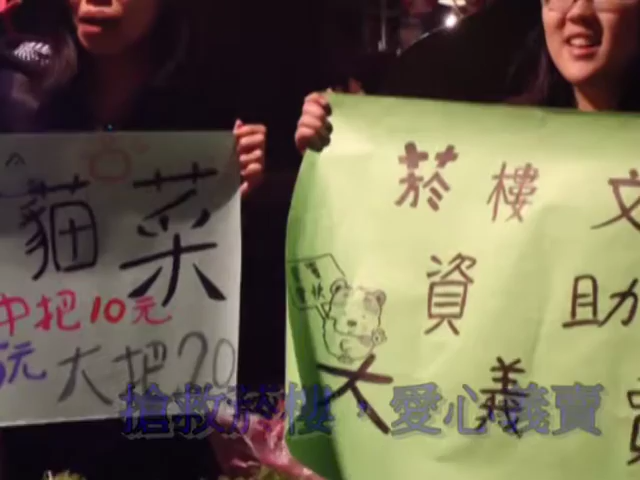 貓菜
中把10元
元 大把20
菸樓文
資助
大義賣
搶救菸樓,愛心義賣